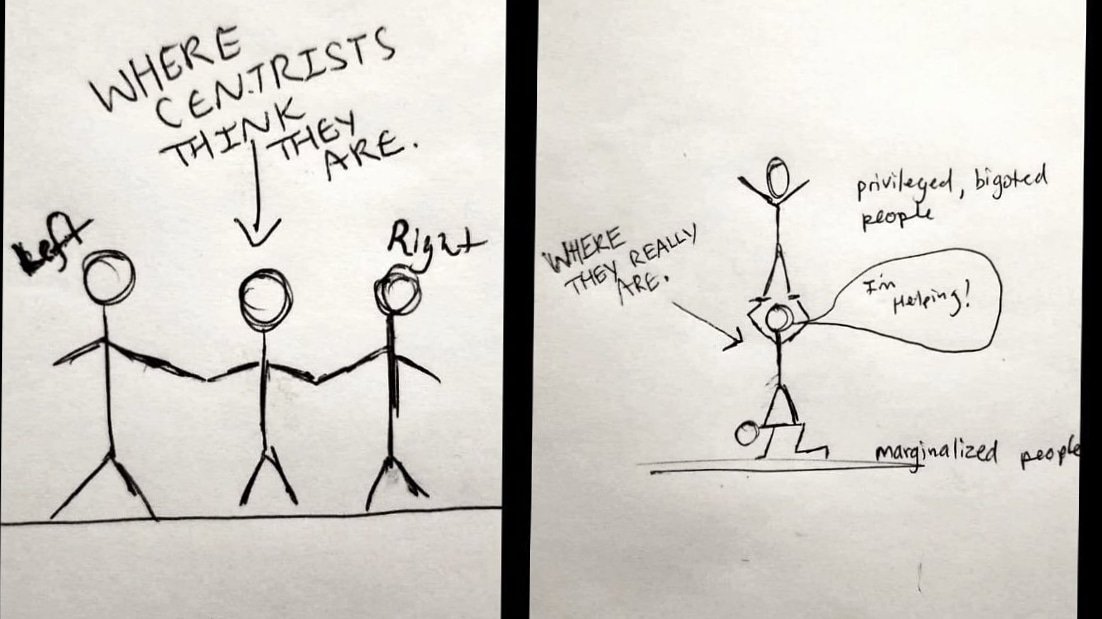 WHERE
CENTRISTS
THINK
THEY
ARE.
Left
Right
privileged, bigoted
people
WHERE
THEY REALLY
ARE.
I'm
Helping!
marginalized people